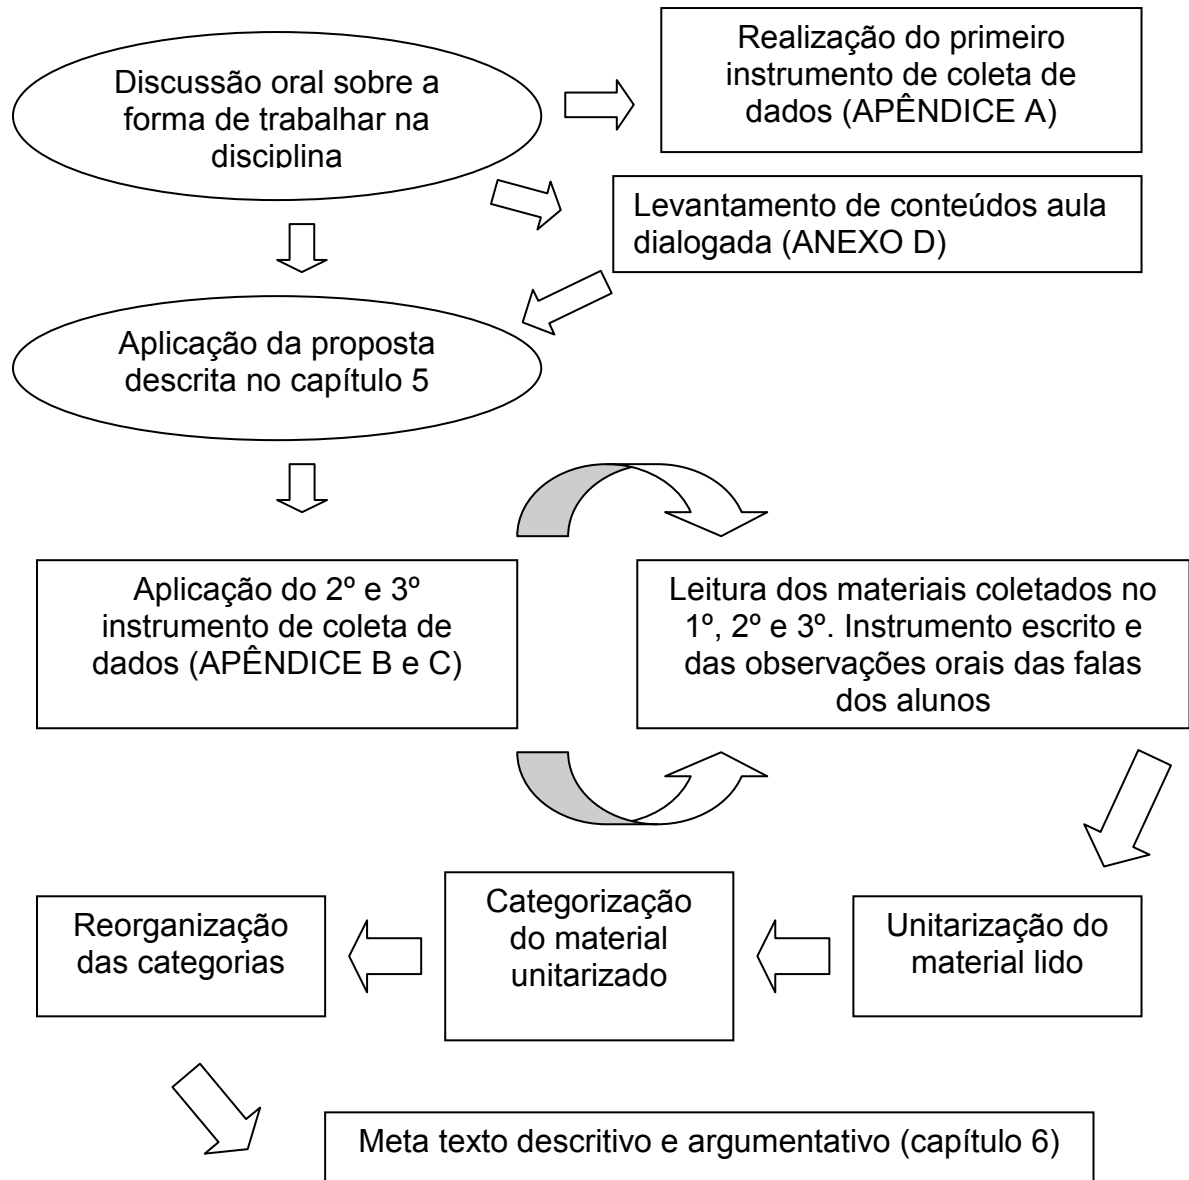 Discussão oral sobre a
forma de trabalhar na
disciplina
Realização do primeiro
instrumento de coleta de
dados (APÊNDICE A)
Levantamento de conteúdos aula
dialogada (ANEXO D)
Aplicação da proposta
descrita no capítulo 5
Aplicação do 2º e 3º
instrumento de coleta de
dados (APÊNDICE B e C)
Leitura dos materiais coletados no
1º, 2º e 3º. Instrumento escrito e
das observações orais das falas
dos alunos
Unitarização do
material lido
Categorização
do material
unitarizado
Reorganização
das categorias
Meta texto descritivo e argumentativo (capítulo 6)